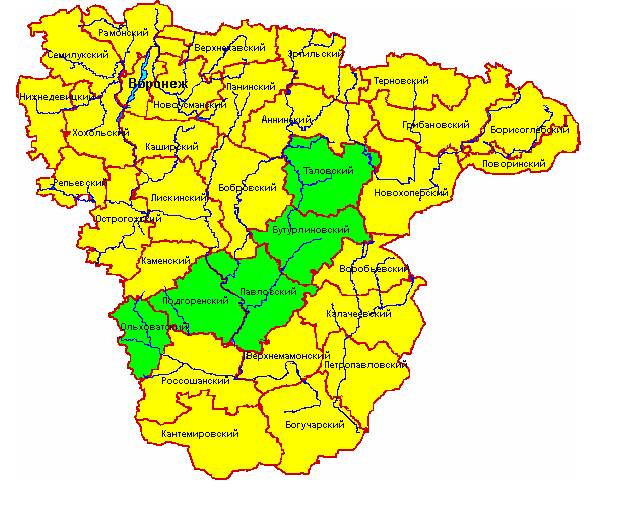 Рамонский
Семилукский
Верхнехавский
Эртильский
Воронеж
Панинский
Терновский
Нижнедевицкий
Новоусманский
Хохольский
Аннинский
Грибановский
Борисоглебский
Каширский
Поворинский
Таловский
Репьевский
Бобровский
Новохоперский
Лискинский
Острогожский
Бутурлиновский
Каменский
Воробьевский
Павловский
Подгоренский
Калачеевский
Ольховатский
Верхнемамонский
Петропавловский
Россошанский
Богучарский
Кантемировский